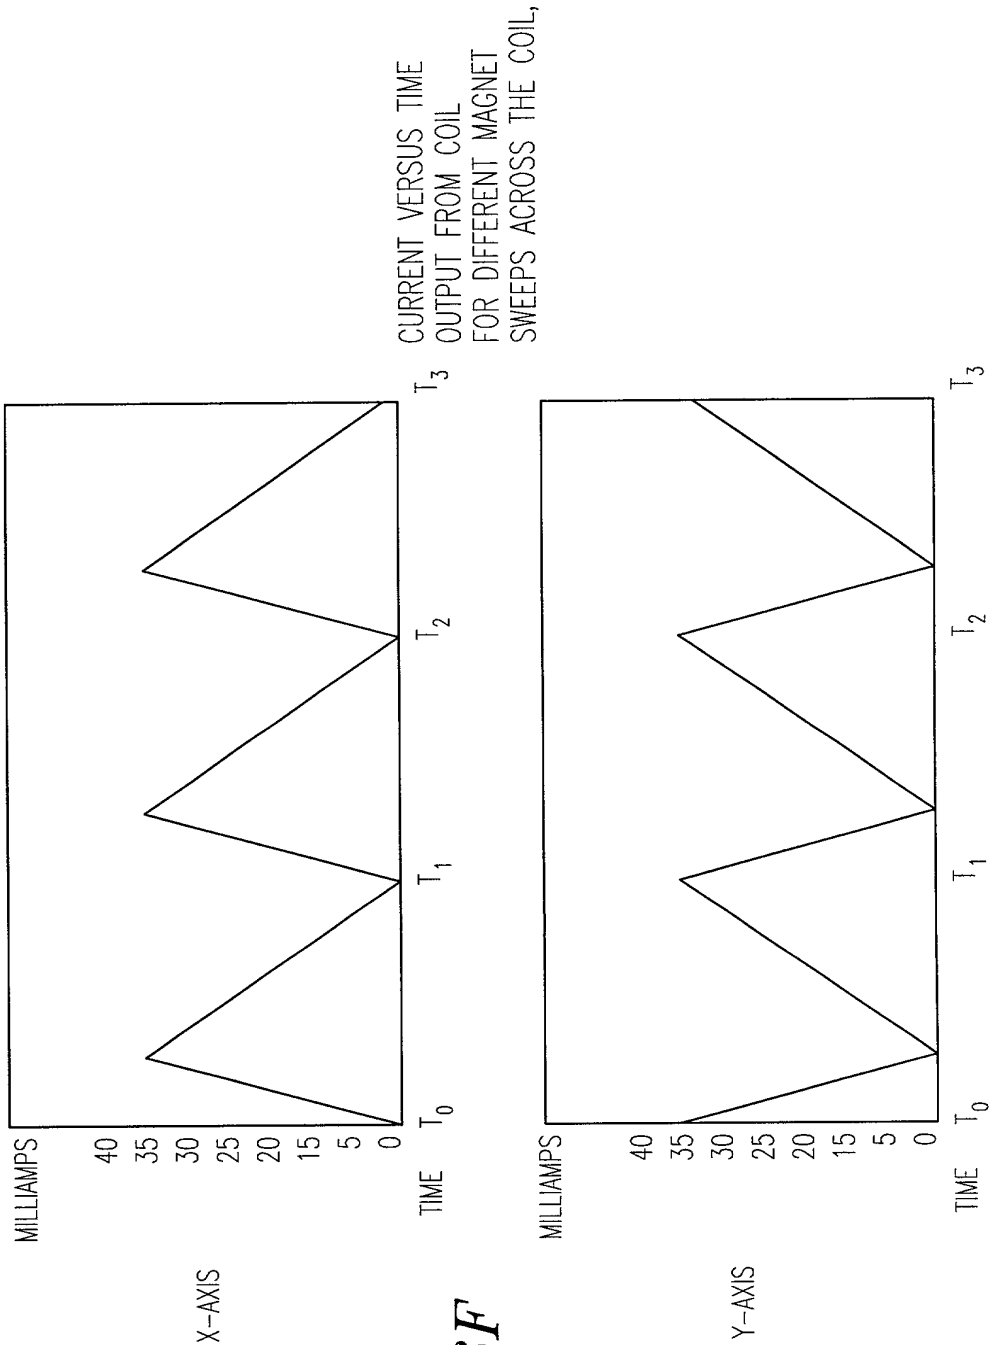 MILLIAMPS
X-AXIS
40
35
30
25
20
15
5
0
TIME
T0 T1 T2 T3
CURRENT VERSUS TIME
OUTPUT FROM COIL
FOR DIFFERENT MAGNET
SWEEPS ACROSS THE COIL,
MILLIAMPS
Y-AXIS
40
35
30
25
20
15
5
0
TIME
T0 T1 T2 T3